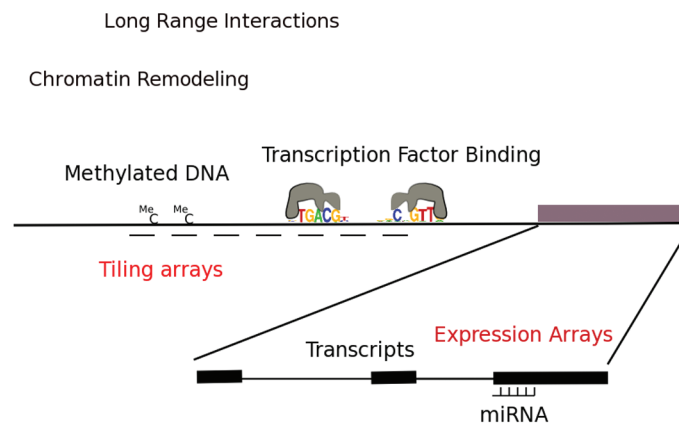 Long Range Interactions
Chromatin Remodeling
Transcription Factor Binding
Methylated DNA
Me Me
C C
TGACG C GTT
Tiling arrays
Expression Arrays
Transcripts
miRNA